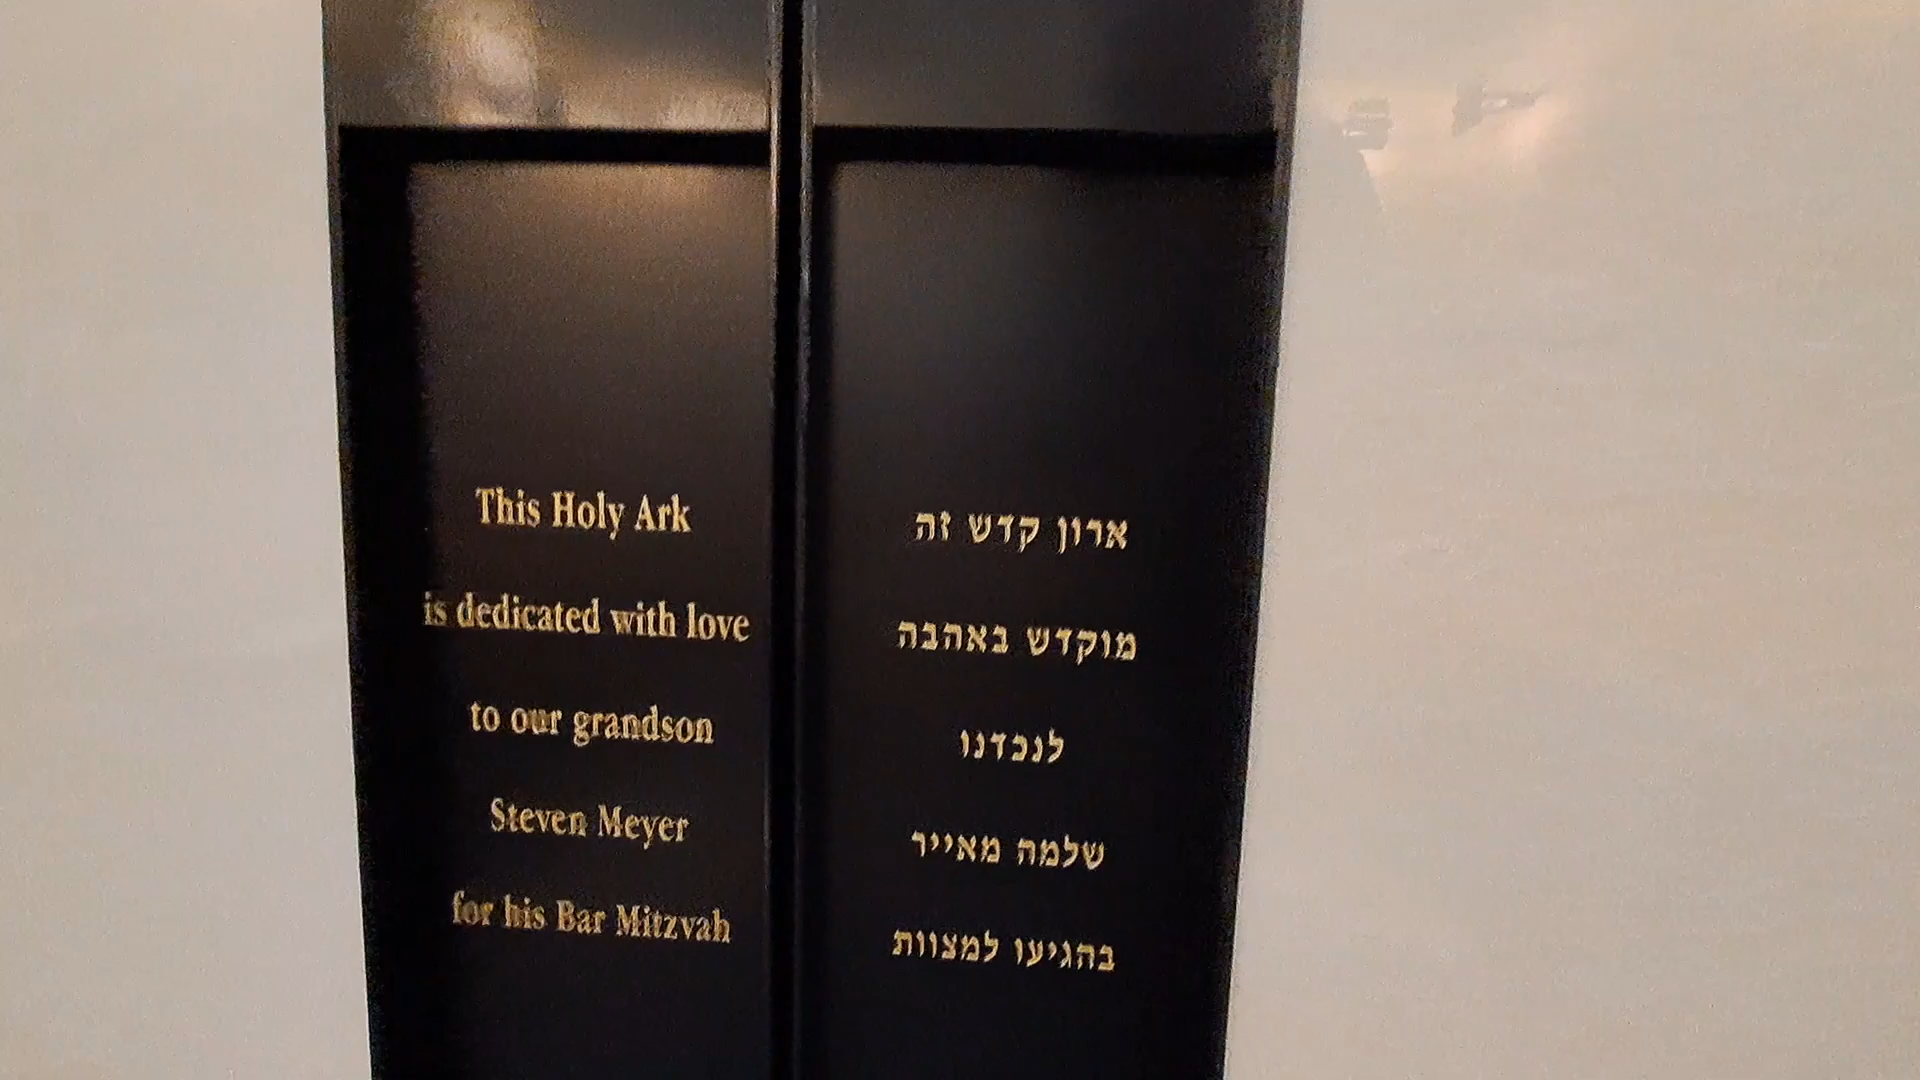 This Holy Ark
is dedicated with love
to our grandson
Steven Meyer
for his Bar Mitzvah
ארון קדש זה
מוקדש באהבה
לנכדנו
שלמה מאייר
בהגיעו למצוות